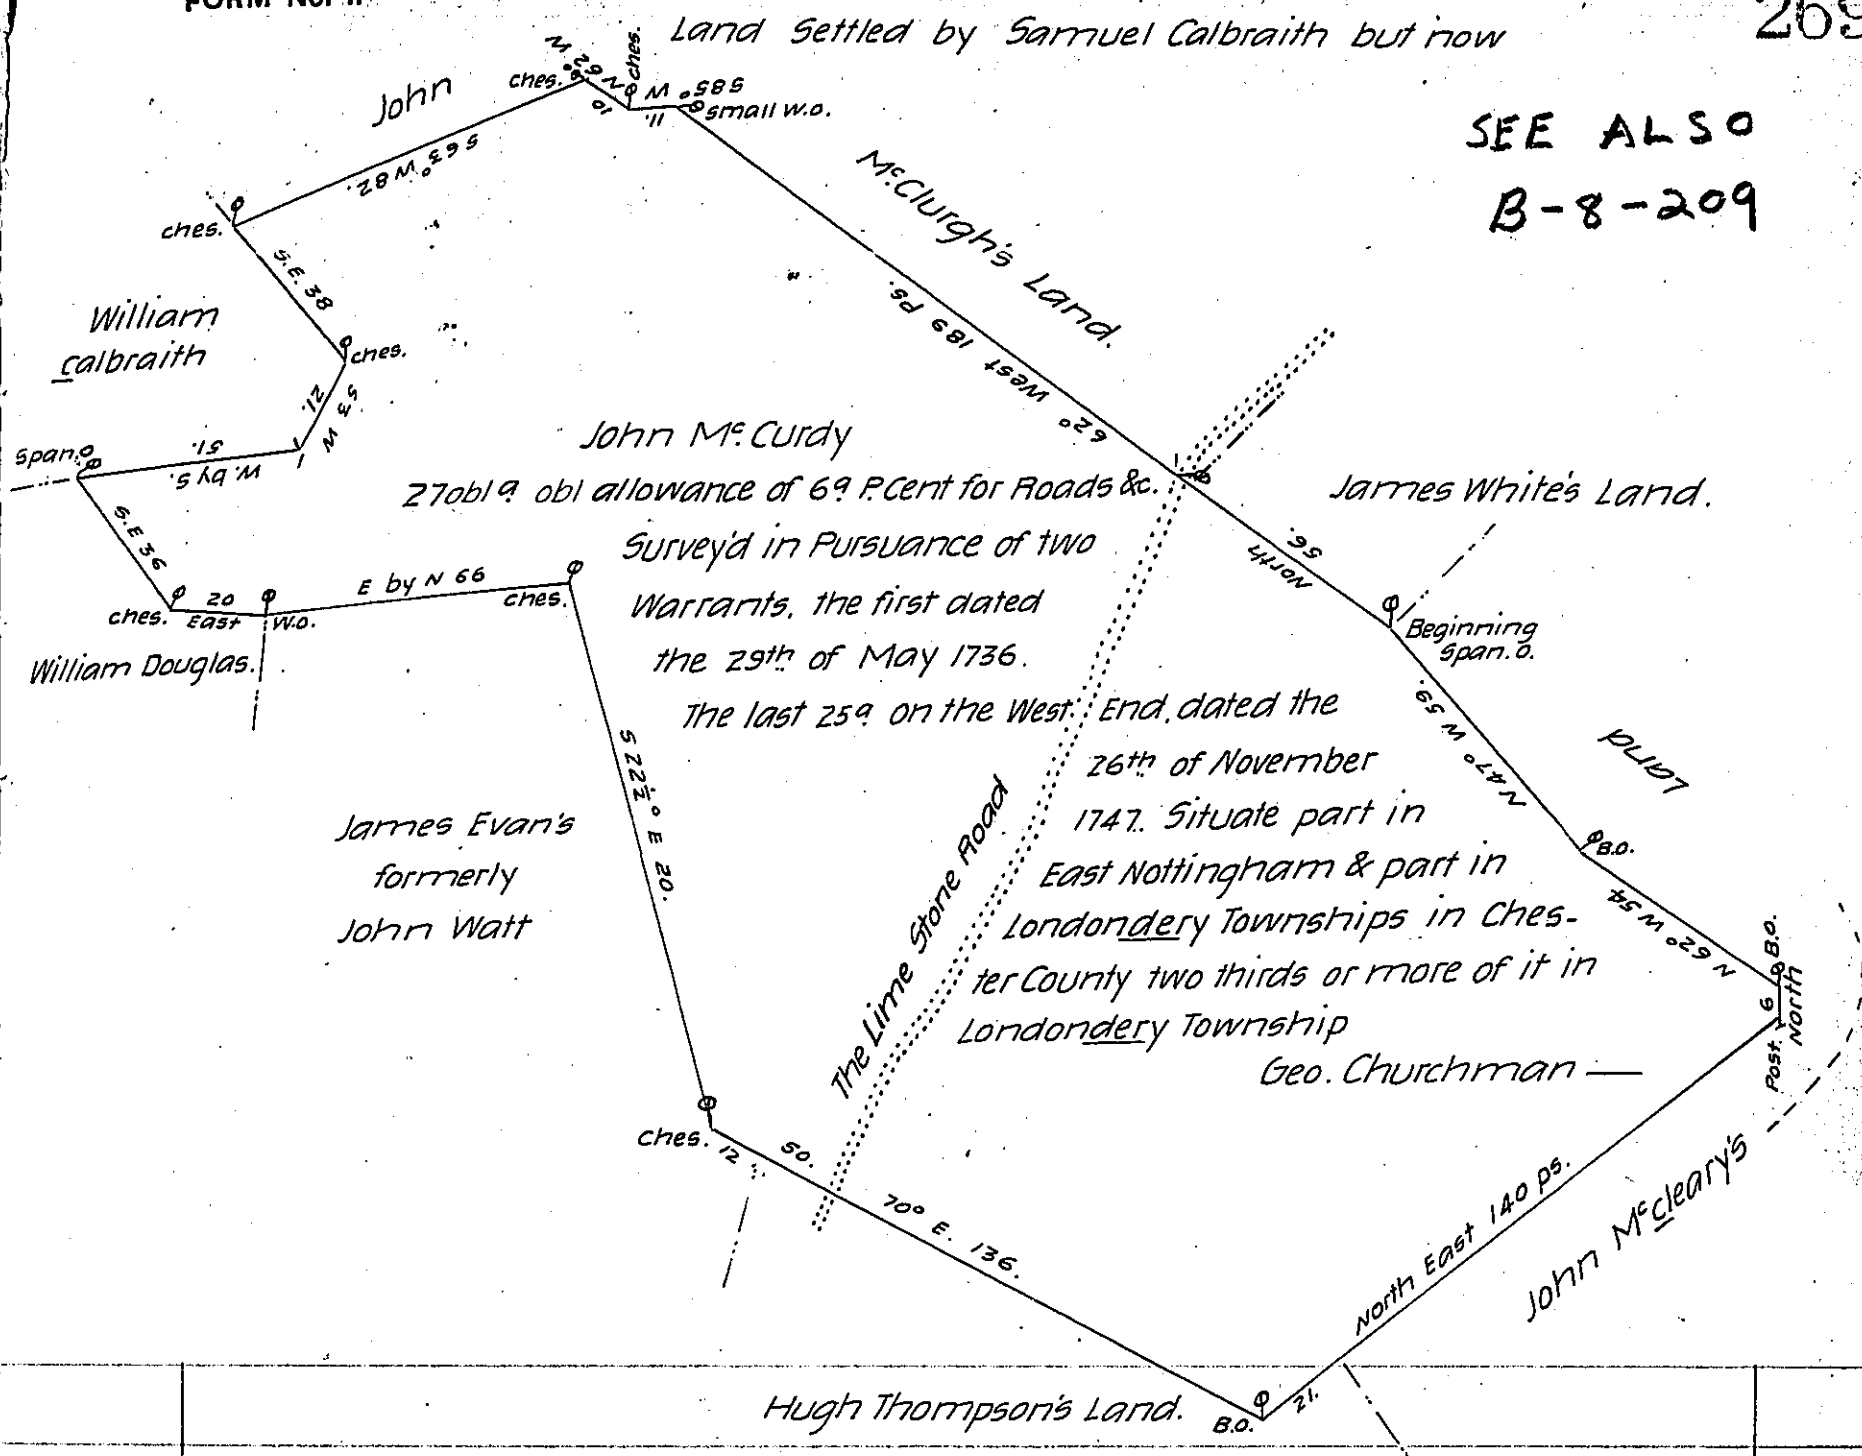 FORM No. 11
269
Land Settled by Samuel Calbraith but now
John
McClurgh's Land.
SEE ALSO
B-8-209
ches.
N 62° W
10
ches.
S85° W
11.
small W.O.
S 63° W 82.
ches.
S.E. 38
William
Calbraith
ches.
S 3 W
21.
Span.O
51.
W. by S.
S.E 36
ches.
20
East
W.O.
E by N 66
ches.
William Douglas.
62° West 189 Ps.
John McCurdy
270 bl a obl allowance of 6a P.Cent for Roads &c.
Survey'd in Pursuance of two
Warrants, the first dated
the 29th of May 1736.
The last 25a on the West End, dated the
26th of November
1747. Situate part in
East Nottingham & part in
Londondery Townships in Ches-
ter County two thirds or more of it in
Londondery Township
Geo. Churchman
James White's Land.
56.
North
Beginning
Span.o.
N 47° W 59.
Land
B.O.
N 62° W 54
B.O.
6
North
Post.
The Lime Stone Road
S 22½° E 20.
James Evan's
formerly
John Watt
Ches.
12
50.
70° E. 136.
North East 140 ps.
John McCleary's
21.
B.O.
Hugh Thompson's Land.